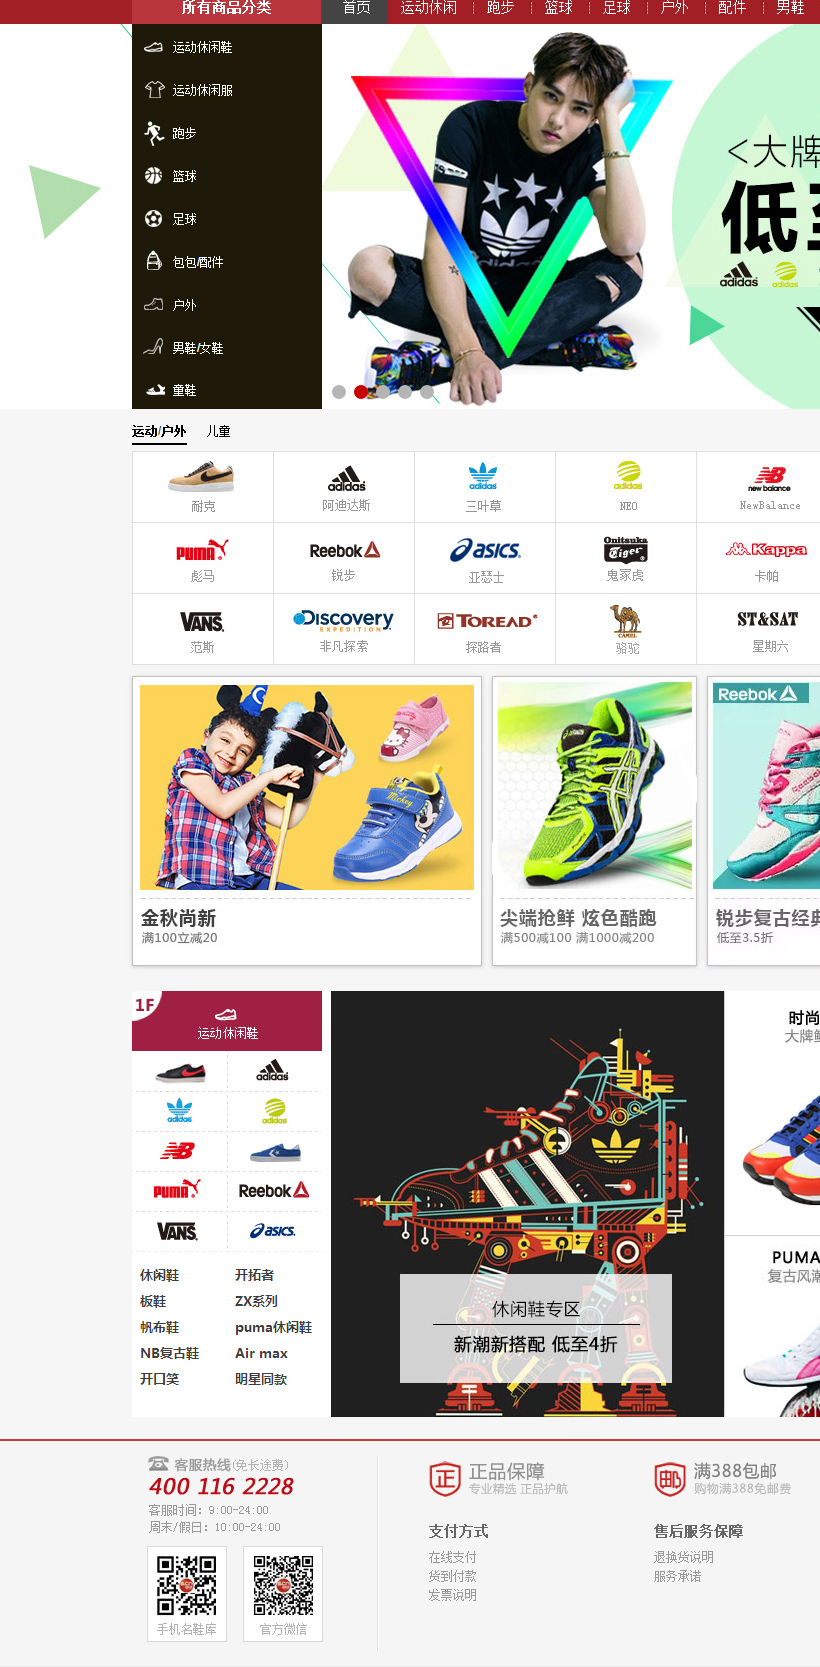 所有商品分类
首页 运动休闲 跑步 篮球 足球 户外 配件 男鞋
运动休闲鞋
运动休闲服
跑步
篮球
足球
包包/配件
户外
男鞋/女鞋
童鞋
adidas
<大牌
低至
adidas adidas
运动/户外 儿童
adidas adidas adidas NB new balance
耐克 阿迪达斯 三叶草 NEO NewBalance
PUMA Reebok ASICS Onitsuka Tiger Kappa
彪马 锐步 亚瑟士 鬼冢虎 卡帕
VANS Discovery EXPEDITION TOREAD CAMEL ST&SAT
范斯 非凡探索 探路者 骆驼 星期六
Reebok
Mickey
金秋尚新
满100立减20
尖端抢鲜 炫色酷跑
满500减100 满1000减200
锐步复古经典
低至3.5折
1F
运动休闲鞋
adidas
adidas adidas
NB
PUMA Reebok
VANS ASICS
休闲鞋 开拓者
板鞋 ZX系列
帆布鞋 puma休闲鞋
NB复古鞋 Air max
开口笑 明星同款
休闲鞋专区
新潮新搭配 低至4折
时尚
大牌
PUMA
复古风潮
客服热线(免长途费)
400 116 2228
客服时间：9:00-24:00
周末/假日：10:00-24:00
手机名鞋库 官方微信
正 正品保障
专业精选 正品护航
邮 满388包邮
购物满388免邮费
支付方式
在线支付
货到付款
发票说明
售后服务保障
退换货说明
服务承诺